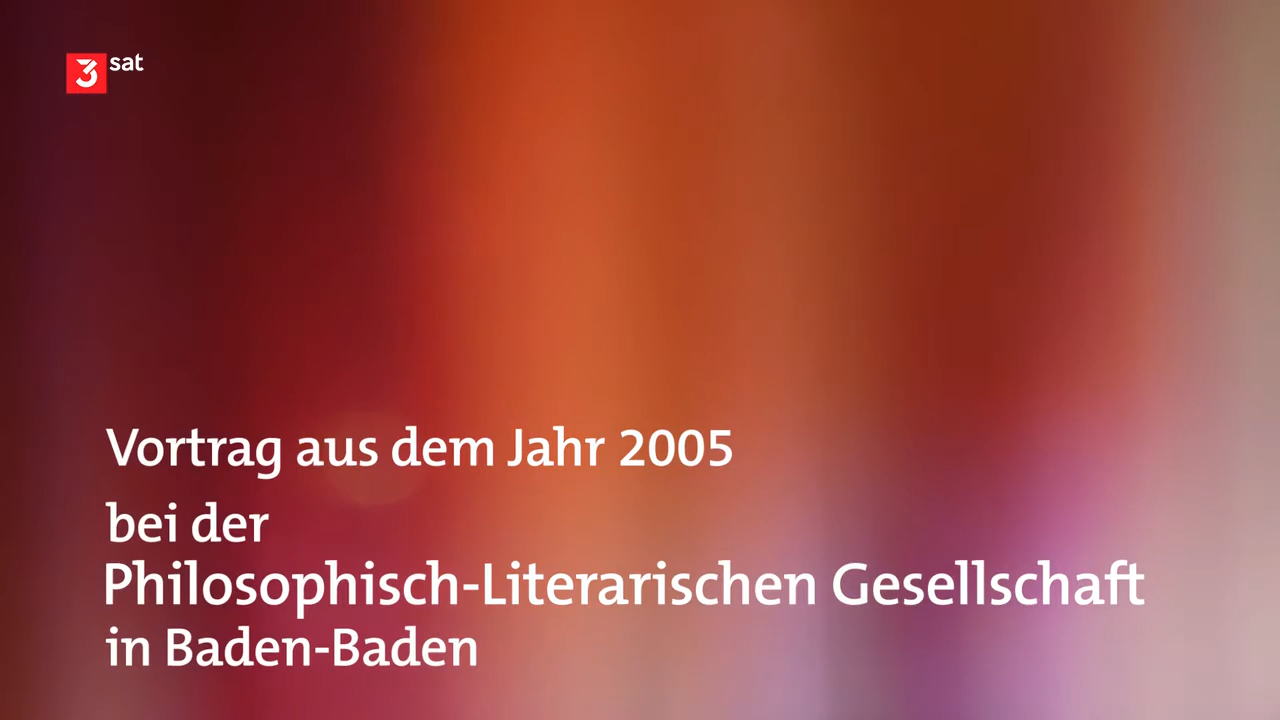 3sat
Vortrag aus dem Jahr 2005
bei der
Philosophisch-Literarischen Gesellschaft
in Baden-Baden